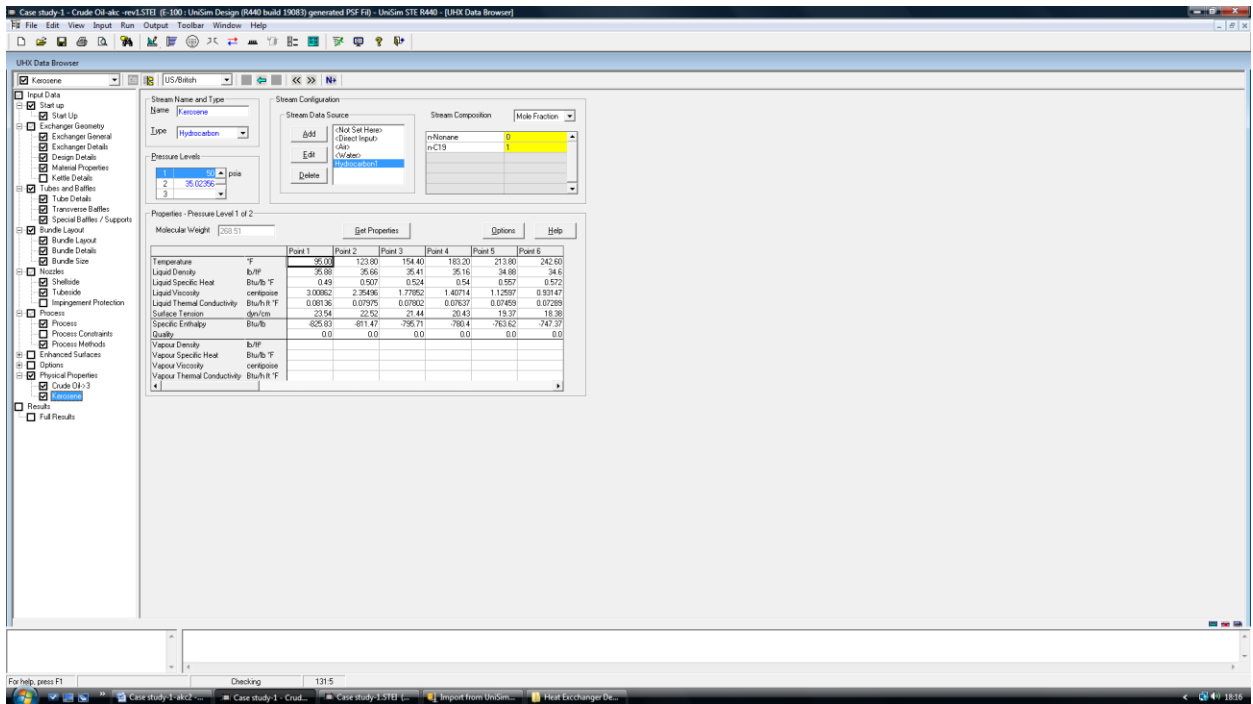 Case study-1 - Crude Oil-akc -rev1.STEI (E-100 : UniSim Design (R440 build 19083) generated PSF Fil) - UniSim STE R440 - [UHX Data Browser]
File Edit View Input Run Output Toolbar Window Help
UHX Data Browser
Kerosene US/British
Input Data
Start up
Start Up
Exchanger Geometry
Exchanger General
Exchanger Details
Design Details
Material Properties
Kettle Details
Tubes and Baffles
Tube Details
Transverse Baffles
Special Baffles / Supports
Bundle Layout
Bundle Layout
Bundle Details
Bundle Size
Nozzles
Shellside
Tubeside
Impingement Protection
Process
Process
Process Constraints
Process Methods
Enhanced Surfaces
Options
Physical Properties
Crude Oil->3
Kerosene
Results
Full Results
Stream Name and Type
Name Kerosene
Type Hydrocarbon
Pressure Levels
1 50 psia
2 35.02356
3
Stream Configuration
Stream Data Source
Add
Edit
Delete
<Not Set Here>
<Direct Input>
<Air>
<Water>
Hydrocarbon1
Stream Composition Mole Fraction
n-Nonane 0
n-C19 1
Properties - Pressure Level 1 of 2
Molecular Weight 268.51 Get Properties Options Help
Point 1 Point 2 Point 3 Point 4 Point 5 Point 6
Temperature °F 95.00 123.80 154.40 183.20 213.80 242.60
Liquid Density lb/ft³ 35.88 35.66 35.41 35.16 34.88 34.6
Liquid Specific Heat Btu/lb °F 0.49 0.507 0.524 0.54 0.557 0.572
Liquid Viscosity centipoise 3.00862 2.35496 1.77852 1.40714 1.12597 0.93147
Liquid Thermal Conductivity Btu/h ft °F 0.08136 0.07975 0.07802 0.07637 0.07459 0.07289
Surface Tension dyn/cm 23.54 22.52 21.44 20.43 19.37 18.38
Specific Enthalpy Btu/lb -825.83 -811.47 -795.71 -780.4 -763.62 -747.37
Quality 0.0 0.0 0.0 0.0 0.0 0.0
Vapour Density lb/ft³
Vapour Specific Heat Btu/lb °F
Vapour Viscosity centipoise
Vapour Thermal Conductivity Btu/h ft °F
For help, press F1 Checking 131:5
Case study-1-akc2 -... Case study-1 - Crud... Case study-1.STEI (... Import from UniSim... Heat Excchanger De... 18:16